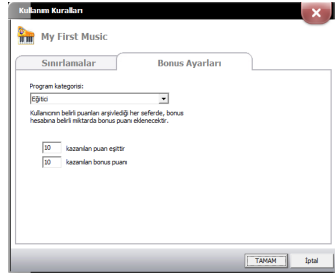 Kullanım Kuralları
My First Music
Sınırlamalar
Bonus Ayarları
Program kategorisi:
Eğitici
Kullanıcının belirli puanları arşivlediği her seferde, bonus
hesabına belirli miktarda bonus puanı eklenecektir.
10 kazanılan puan eşittir
10 kazanılan bonus puanı
TAMAM
İptal